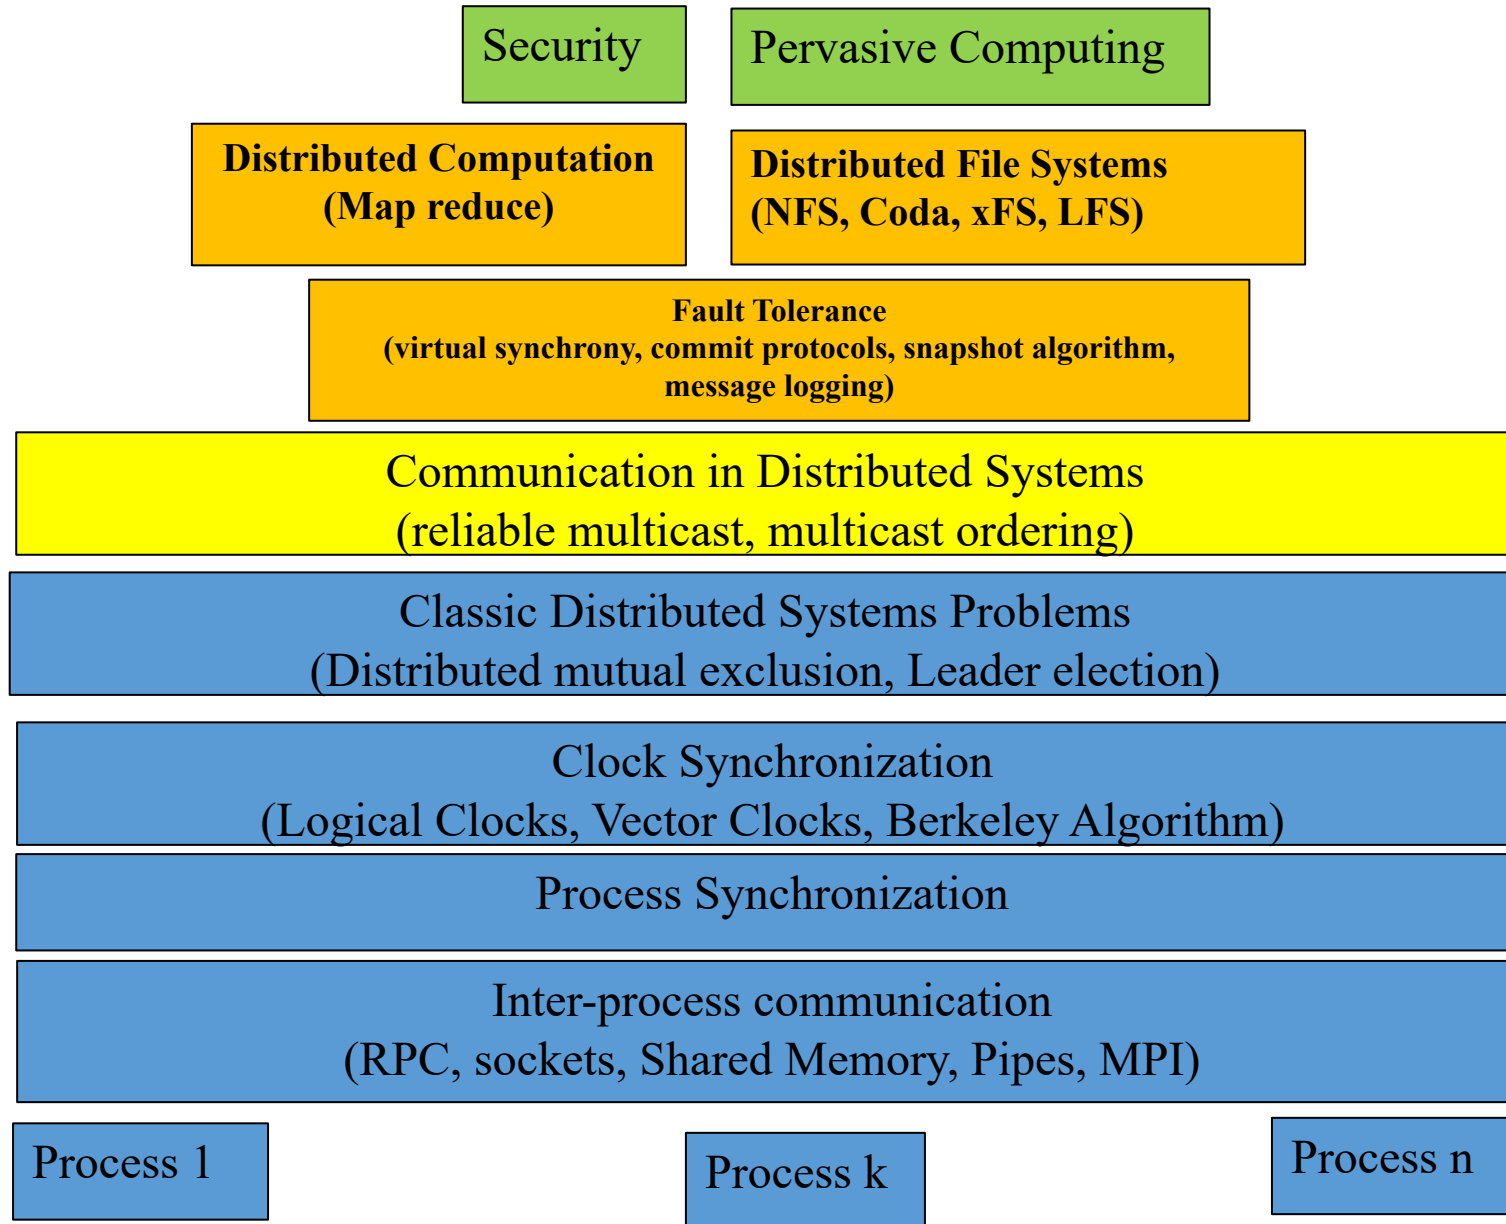 Security
Pervasive Computing
Distributed Computation
(Map reduce)
Distributed File Systems
(NFS, Coda, xFS, LFS)
Fault Tolerance
(virtual synchrony, commit protocols, snapshot algorithm,
message logging)
Communication in Distributed Systems
(reliable multicast, multicast ordering)
Classic Distributed Systems Problems
(Distributed mutual exclusion, Leader election)
Clock Synchronization
(Logical Clocks, Vector Clocks, Berkeley Algorithm)
Process Synchronization
Inter-process communication
(RPC, sockets, Shared Memory, Pipes, MPI)
Process 1
Process k
Process n